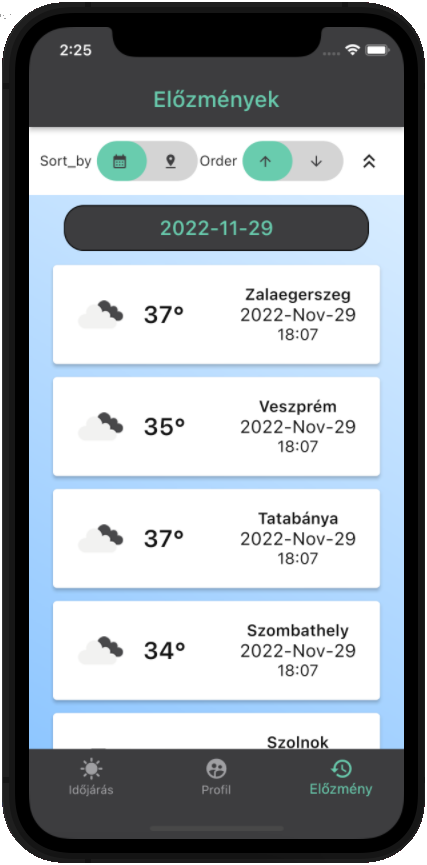 2:25
Előzmények
Sort_by Order
2022-11-29
37°
Zalaegerszeg
2022-Nov-29
18:07
35°
Veszprém
2022-Nov-29
18:07
37°
Tatabánya
2022-Nov-29
18:07
34°
Szombathely
2022-Nov-29
18:07
Szolnok
Időjárás Profil Előzmény